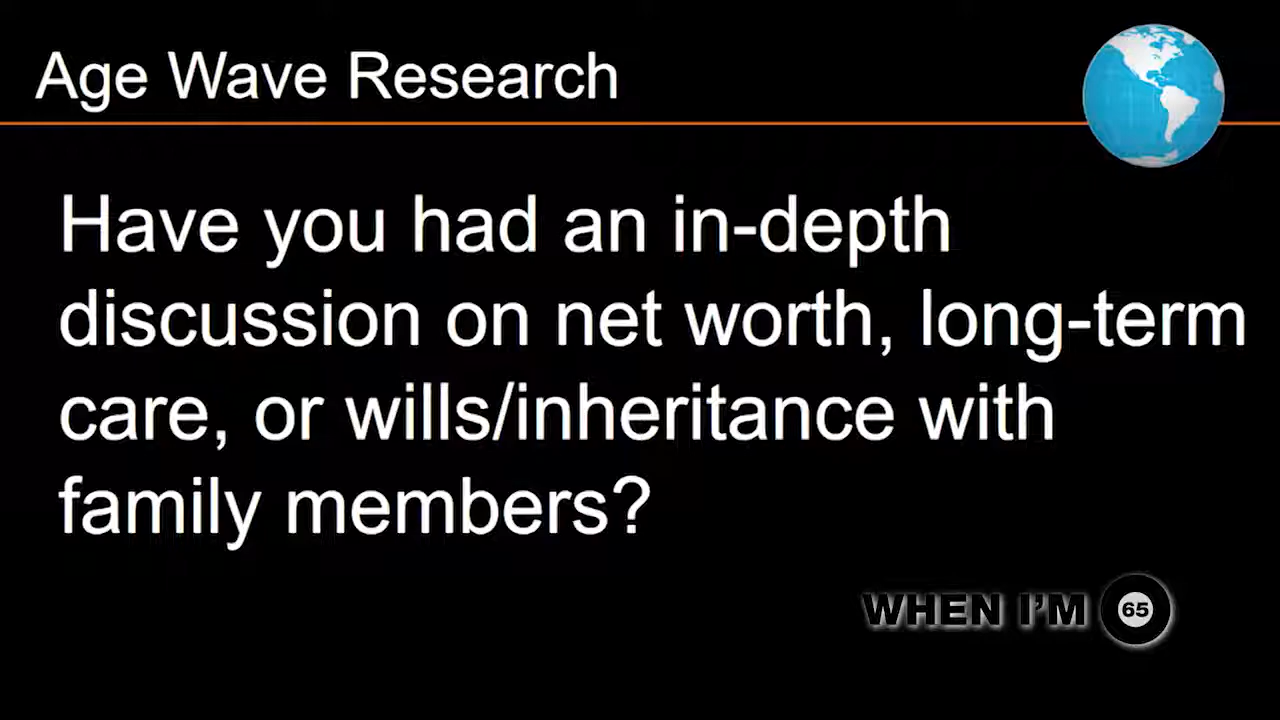 Age Wave Research
Have you had an in-depth
discussion on net worth, long-term
care, or wills/inheritance with
family members?
WHEN I'M 65